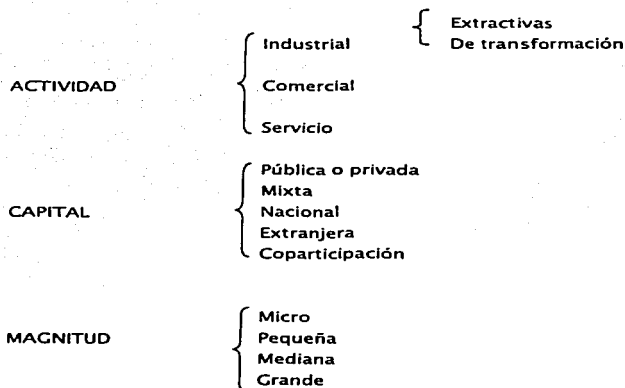 Extractivas
Industrial
De transformación
ACTIVIDAD
Comercial
Servicio
Pública o privada
Mixta
CAPITAL
Nacional
Extranjera
Coparticipación
Micro
MAGNITUD
Pequeña
Mediana
Grande